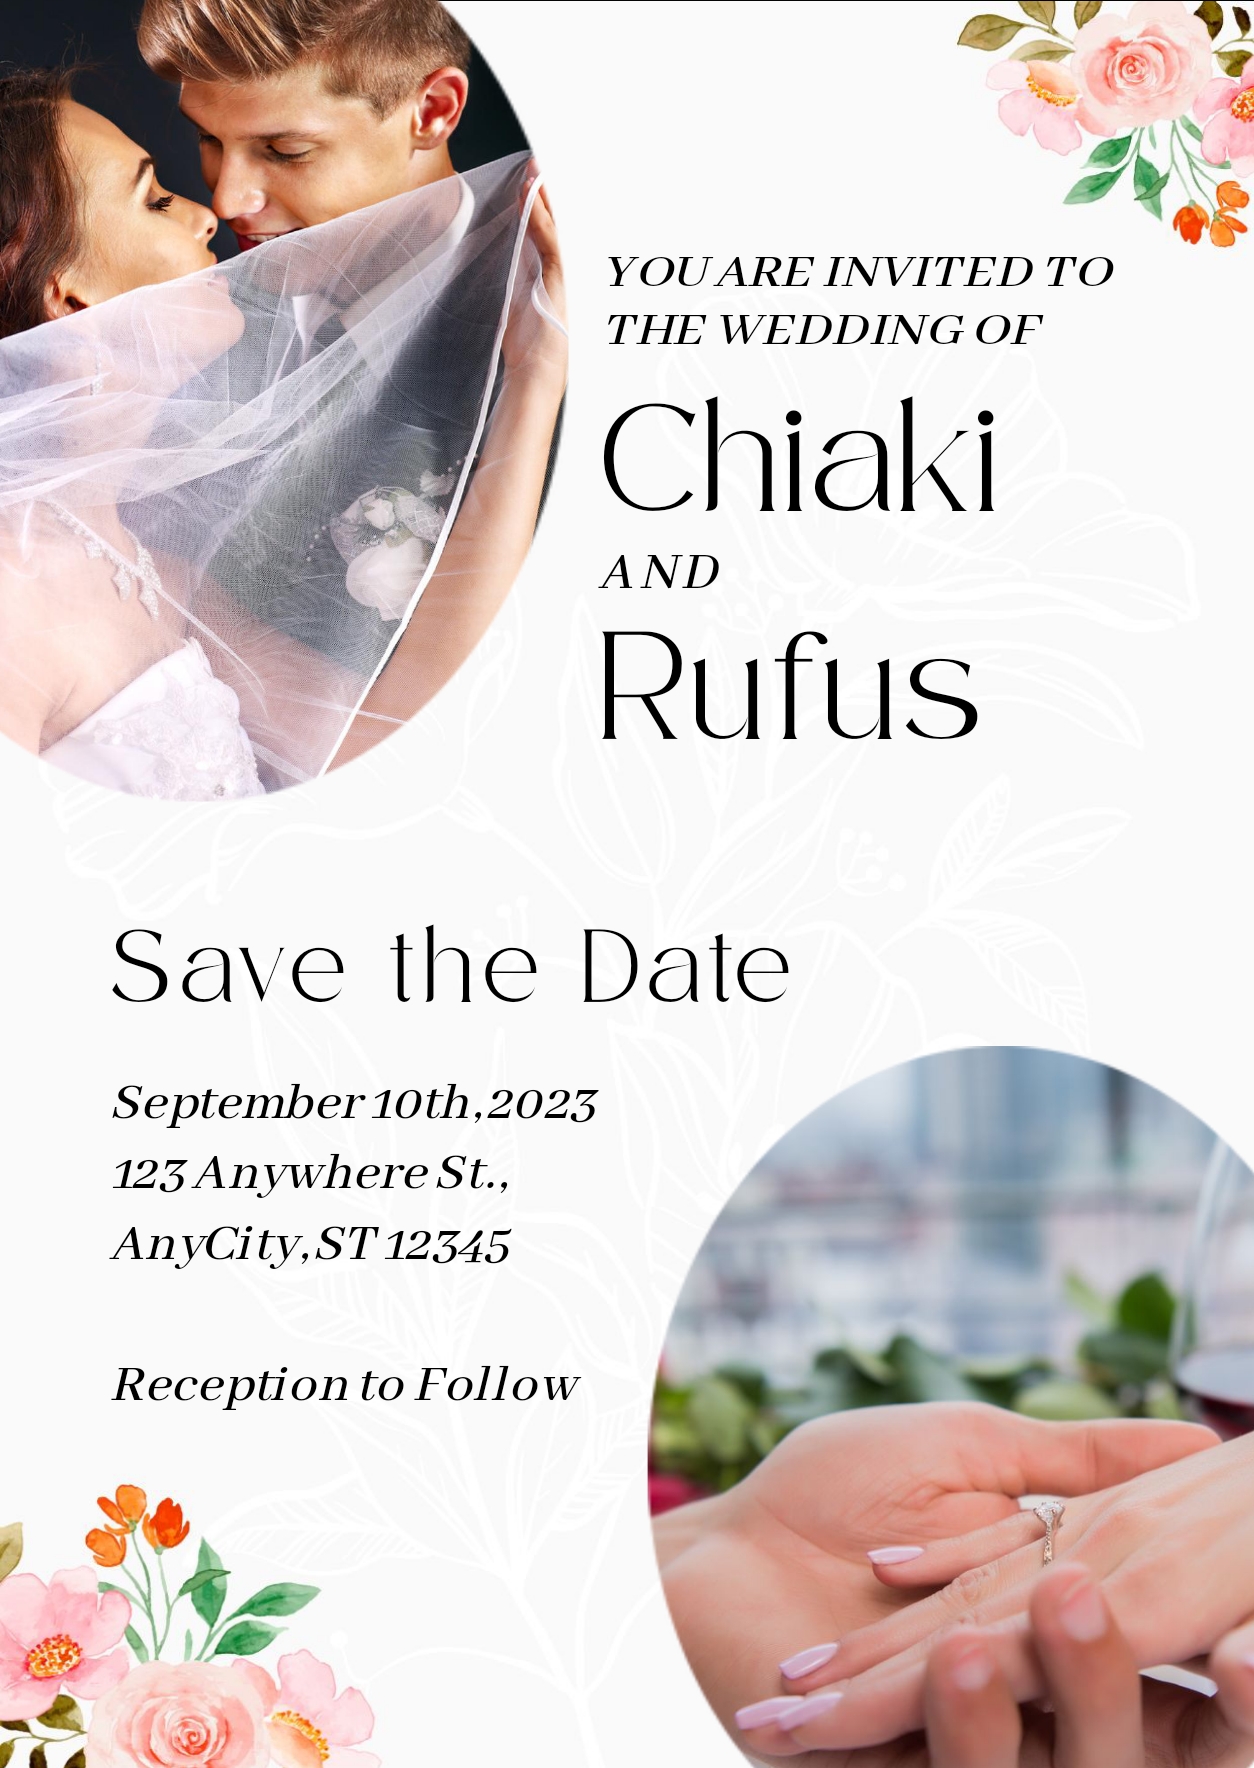 YOU ARE INVITED TO
THE WEDDING OF
Chiaki
AND
Rufus
Save the Date
September 10th,2023
123 Anywhere St.,
AnyCity,ST 12345
Reception to Follow